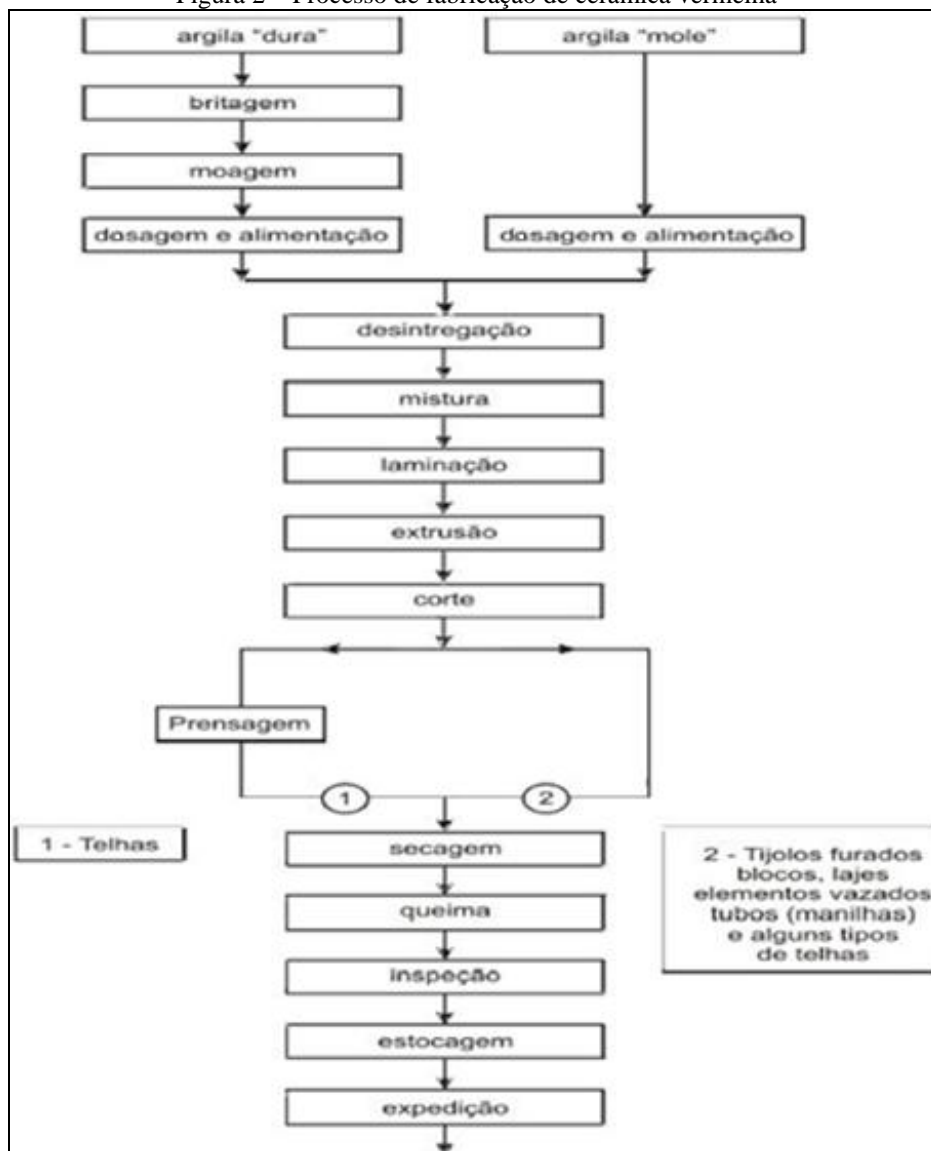 Figura 2 – Processo de fabricação de cerâmica vermelha
argila “dura”
argila “mole”
britagem
moagem
dosagem e alimentação
dosagem e alimentação
desintregação
mistura
laminação
extrusão
corte
Prensagem
1
2
1 - Telhas
2 - Tijolos furados
blocos, lajes
elementos vazados
tubos (manilhas)
e alguns tipos
de telhas
secagem
queima
inspeção
estocagem
expedição